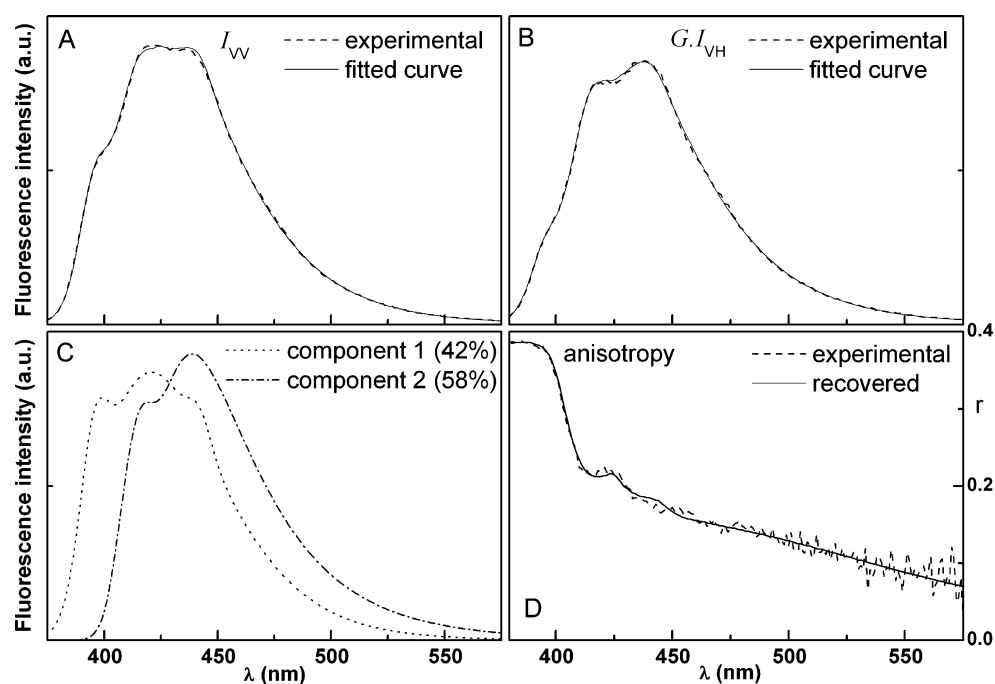 A
I_VV
experimental
fitted curve
Fluorescence intensity (a.u.)
B
G.I_VH
experimental
fitted curve
C
component 1 (42%)
component 2 (58%)
Fluorescence intensity (a.u.)
400 450 500 550
λ (nm)
anisotropy
experimental
recovered
D
0.4
r
0.2
0.0
400 450 500 550
λ (nm)